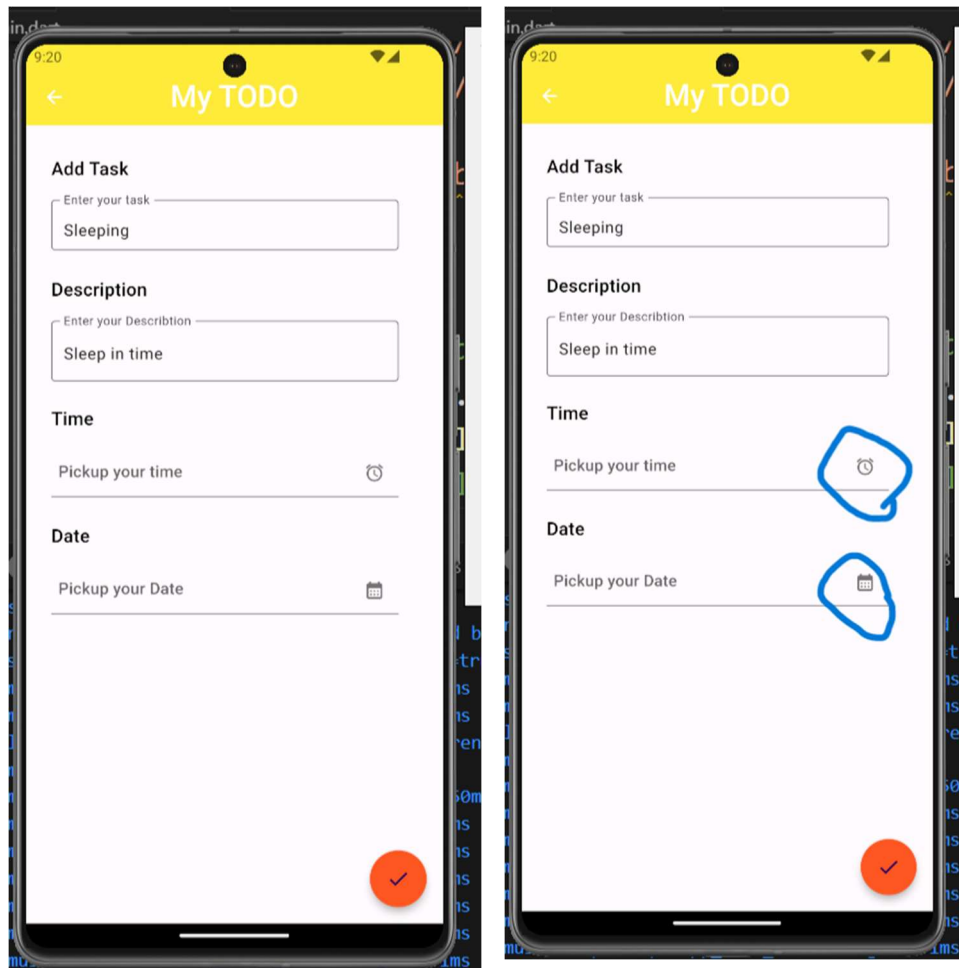 in.dart
9:20
My TODO
Add Task
Enter your task
Sleeping
Description
Enter your Describtion
Sleep in time
Time
Pickup your time
Date
Pickup your Date
9:20
My TODO
Add Task
Enter your task
Sleeping
Description
Enter your Describtion
Sleep in time
Time
Pickup your time
Date
Pickup your Date